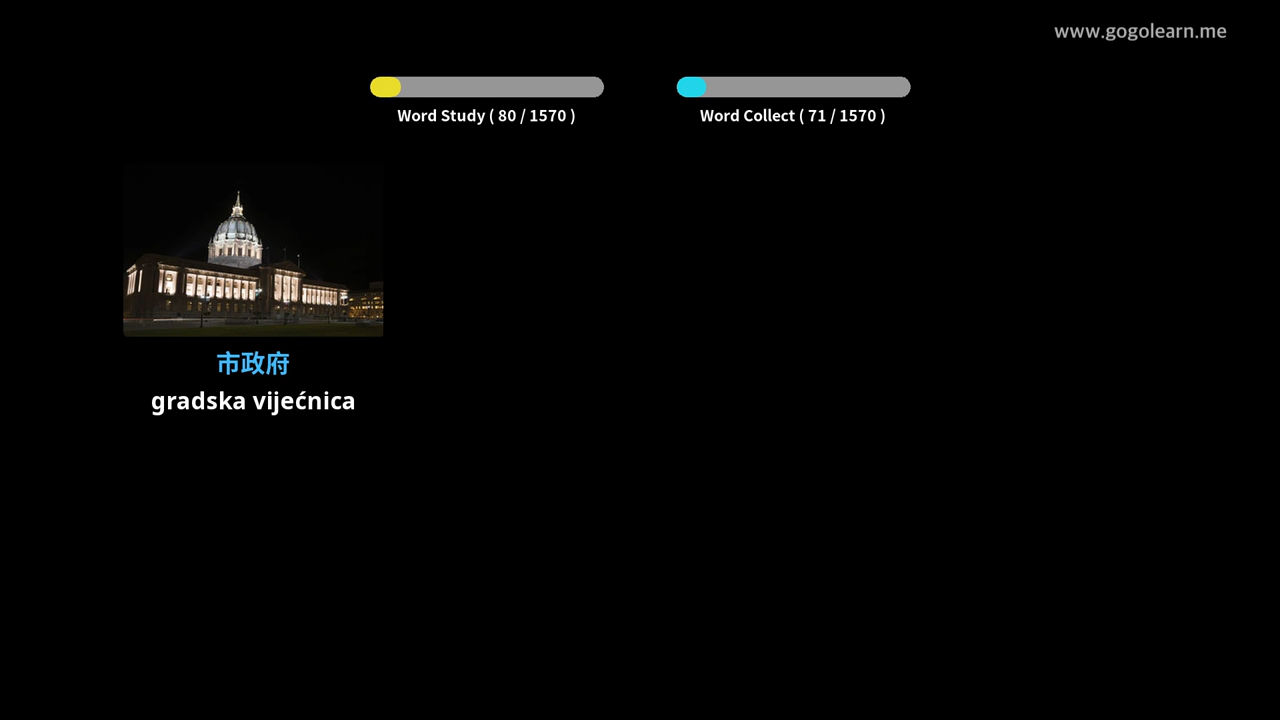 www.gogolearn.me
Word Study ( 80 / 1570 )
Word Collect ( 71 / 1570 )
市政府
gradska vijećnica